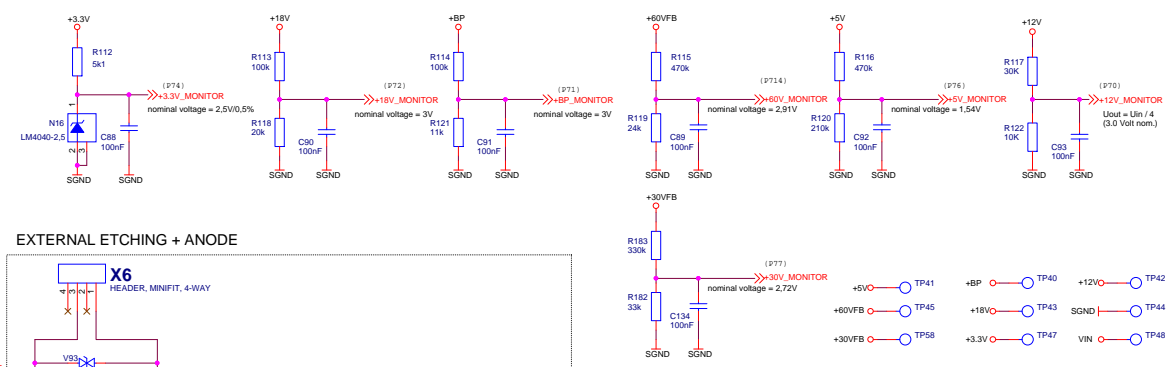 +3.3V
R112
5k1
(P74)
+3.3V_MONITOR
nominal voltage = 2,5V/0,5%
1
N16
LM4040-2,5
2
3
C88
100nF
SGND
SGND
+18V
R113
100k
(P72)
+18V_MONITOR
nominal voltage = 3V
R118
20k
C90
100nF
SGND
SGND
+BP
R114
100k
(P71)
+BP_MONITOR
nominal voltage = 3V
R121
11k
C91
100nF
SGND
SGND
+60VFB
R115
470k
(P714)
+60V_MONITOR
nominal voltage = 2,91V
R119
24k
C89
100nF
SGND
SGND
+5V
R116
470k
(P76)
+5V_MONITOR
nominal voltage = 1,54V
R120
210k
C92
100nF
SGND
SGND
+12V
R117
30K
(P70)
+12V_MONITOR
Uout = Uin / 4
(3.0 Volt nom.)
R122
10K
C93
100nF
SGND
SGND
+30VFB
R183
330k
(P77)
+30V_MONITOR
nominal voltage = 2,72V
R182
33k
C134
100nF
SGND
SGND
EXTERNAL ETCHING + ANODE
X6
HEADER, MINIFIT, 4-WAY
4
3
2
1
V93
+5V
TP41
+BP
TP40
+12V
TP42
+60VFB
TP45
+18V
TP43
SGND
TP44
+30VFB
TP58
+3.3V
TP47
VIN
TP48